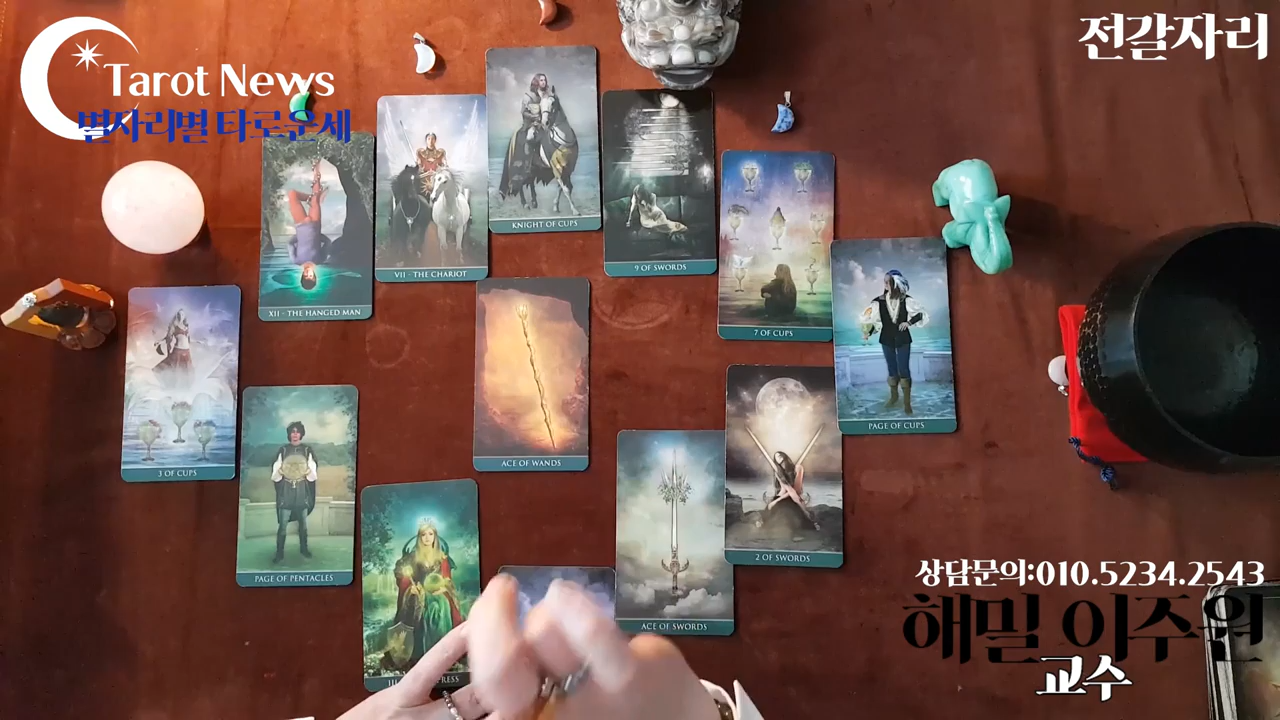 Tarot News
별자리별 타로운세
전갈자리
KNIGHT OF CUPS
VII - THE CHARIOT
9 OF SWORDS
XII - THE HANGED MAN
7 OF CUPS
PAGE OF CUPS
3 OF CUPS
ACE OF WANDS
2 OF SWORDS
PAGE OF PENTACLES
ACE OF SWORDS
상담문의:010.5234.2543
해밀 이주원
교수